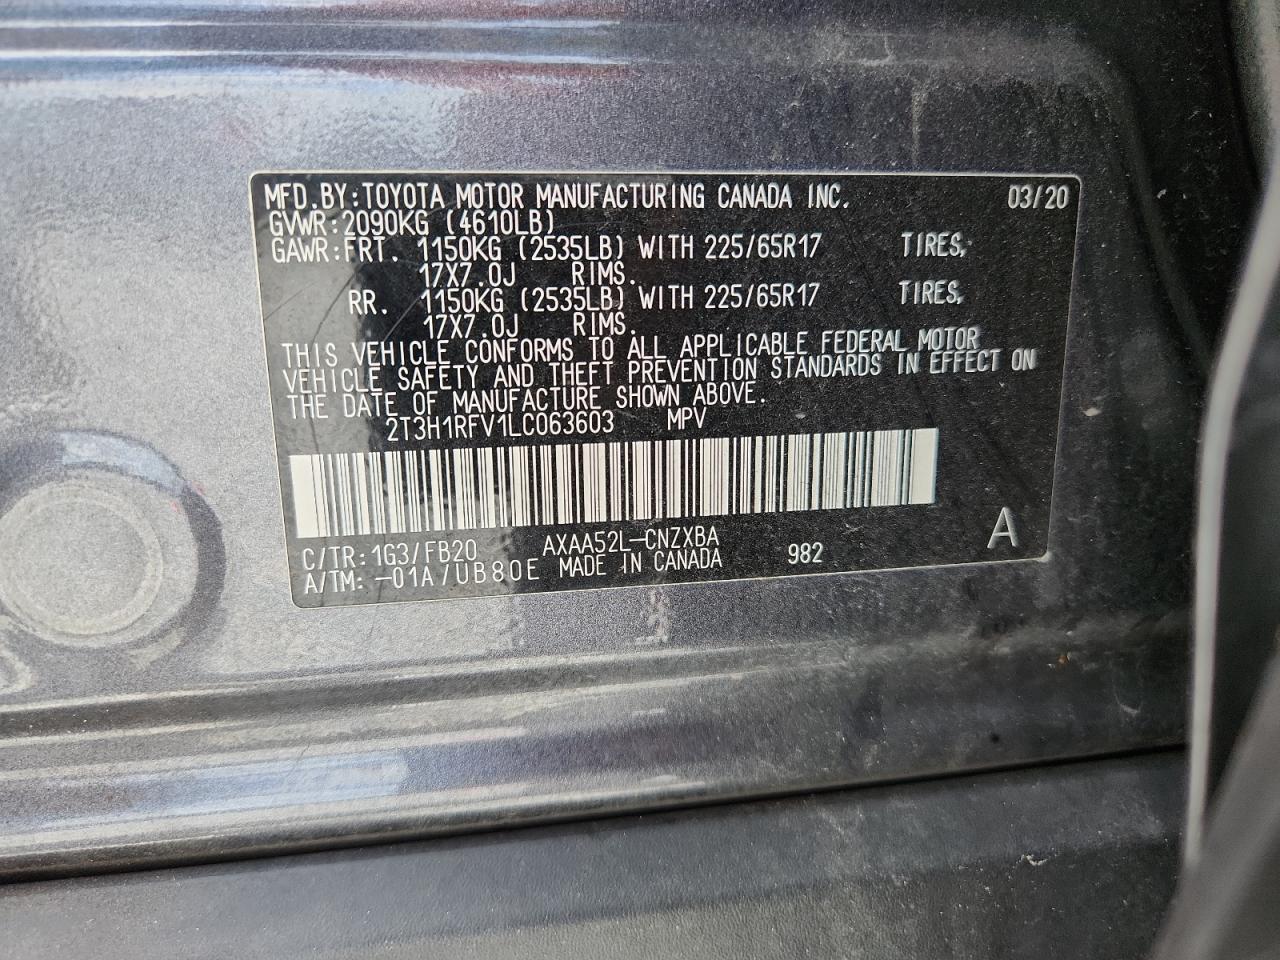 MFD.BY:TOYOTA MOTOR MANUFACTURING CANADA INC. 03/20
GVWR:2090KG (4610LB)
GAWR:FRT. 1150KG (2535LB) WITH 225/65R17 TIRES,
17X7.0J RIMS.
RR. 1150KG (2535LB) WITH 225/65R17 TIRES,
17X7.0J RIMS.
THIS VEHICLE CONFORMS TO ALL APPLICABLE FEDERAL MOTOR
VEHICLE SAFETY AND THEFT PREVENTION STANDARDS IN EFFECT ON
THE DATE OF MANUFACTURE SHOWN ABOVE.
2T3H1RFV1LC063603 MPV
C/TR: 1G3/FB20 AXAA52L-CNZXBA 982 A
A/TM: -01A/UB80E MADE IN CANADA